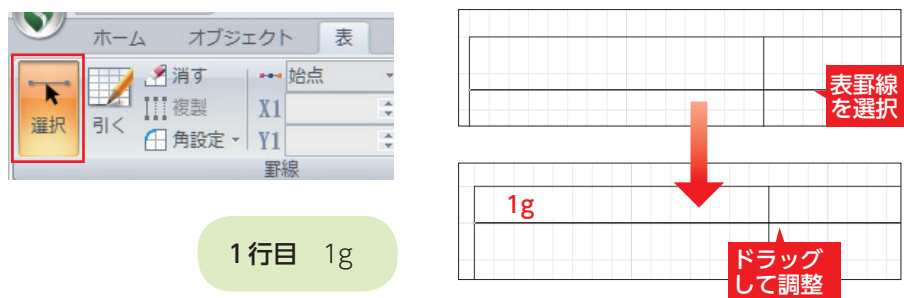 ホーム オブジェクト 表
選択
引く
消す
複製
角設定
始点
X1
Y1
罫線
1行目 1g
表罫線
を選択
1g
ドラッグ
して調整